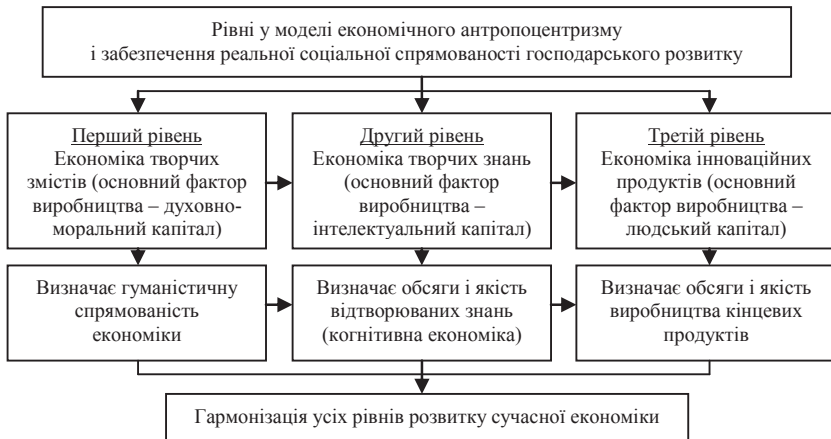 Рівні у моделі економічного антропоцентризму
і забезпечення реальної соціальної спрямованості господарського розвитку
Перший рівень
Економіка творчих
змістів (основний фактор
виробництва – духовно-
моральний капітал)
Другий рівень
Економіка творчих знань
(основний фактор
виробництва –
інтелектуальний капітал)
Третій рівень
Економіка інноваційних
продуктів (основний
фактор виробництва –
людський капітал)
Визначає гуманістичну
спрямованість
економіки
Визначає обсяги і якість
відтворюваних знань
(когнітивна економіка)
Визначає обсяги і якість
виробництва кінцевих
продуктів
Гармонізація усіх рівнів розвитку сучасної економіки